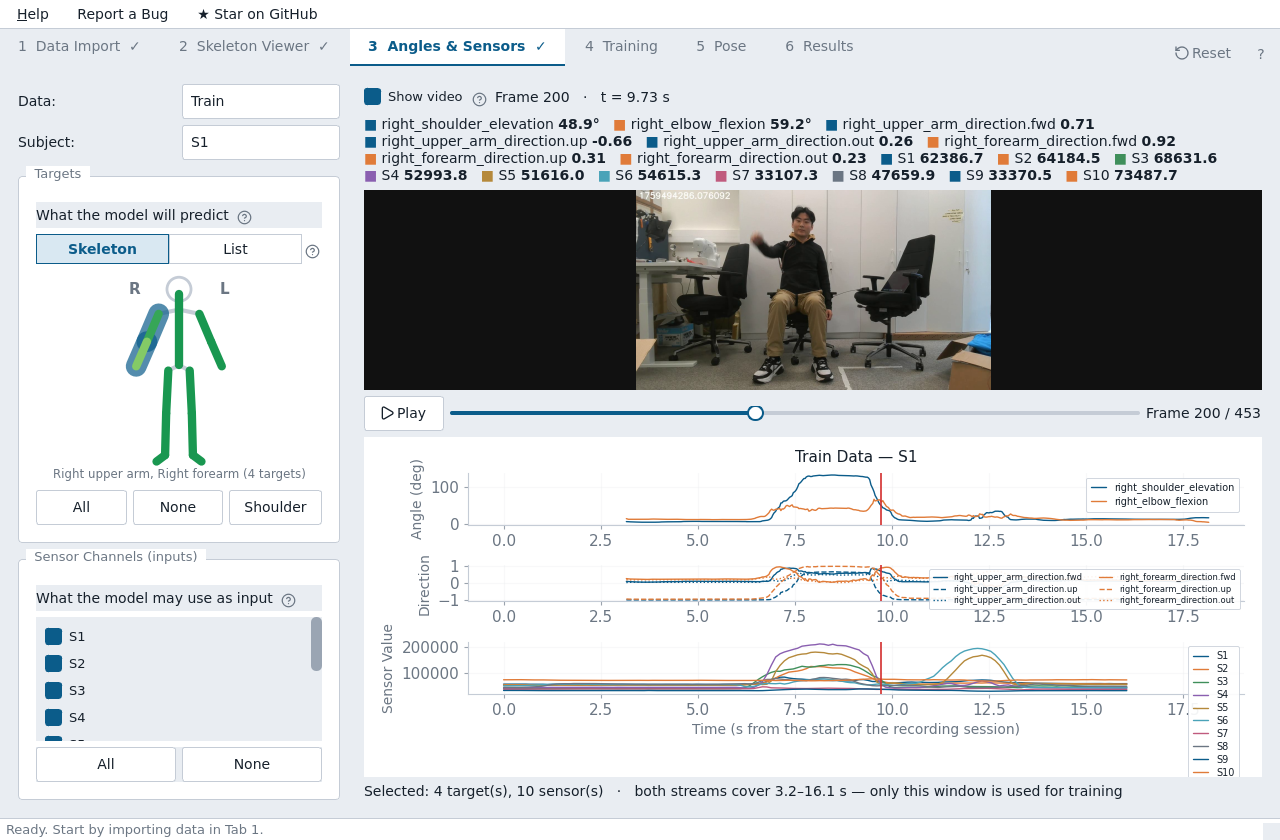 Help Report a Bug ★ Star on GitHub
1 Data Import ✓ 2 Skeleton Viewer ✓ 3 Angles & Sensors ✓ 4 Training 5 Pose 6 Results Reset ?
Data: Train
Subject: S1
Targets
What the model will predict ?
Skeleton List ?
R L
Right upper arm, Right forearm (4 targets)
All None Shoulder
Sensor Channels (inputs)
What the model may use as input ?
S1
S2
S3
S4
All None
Show video ? Frame 200 · t = 9.73 s
right_shoulder_elevation 48.9° right_elbow_flexion 59.2° right_upper_arm_direction.fwd 0.71
right_upper_arm_direction.up -0.66 right_upper_arm_direction.out 0.26 right_forearm_direction.fwd 0.92
right_forearm_direction.up 0.31 right_forearm_direction.out 0.23 S1 62386.7 S2 64184.5 S3 68631.6
S4 52993.8 S5 51616.0 S6 54615.3 S7 33107.3 S8 47659.9 S9 33370.5 S10 73487.7
1759494286.076092
Play Frame 200 / 453
Train Data — S1
Angle (deg)
100
0
right_shoulder_elevation
right_elbow_flexion
0.0 2.5 5.0 7.5 10.0 12.5 15.0 17.5
Direction
1
0
−1
right_upper_arm_direction.fwd right_forearm_direction.fwd
right_upper_arm_direction.up right_forearm_direction.up
right_upper_arm_direction.out right_forearm_direction.out
0.0 2.5 5.0 7.5 10.0 12.5 15.0 17.5
Sensor Value
200000
100000
S1
S2
S3
S4
S5
S6
S7
S8
S9
S10
0.0 2.5 5.0 7.5 10.0 12.5 15.0 17.
Time (s from the start of the recording session)
Selected: 4 target(s), 10 sensor(s) · both streams cover 3.2–16.1 s — only this window is used for training
Ready. Start by importing data in Tab 1.